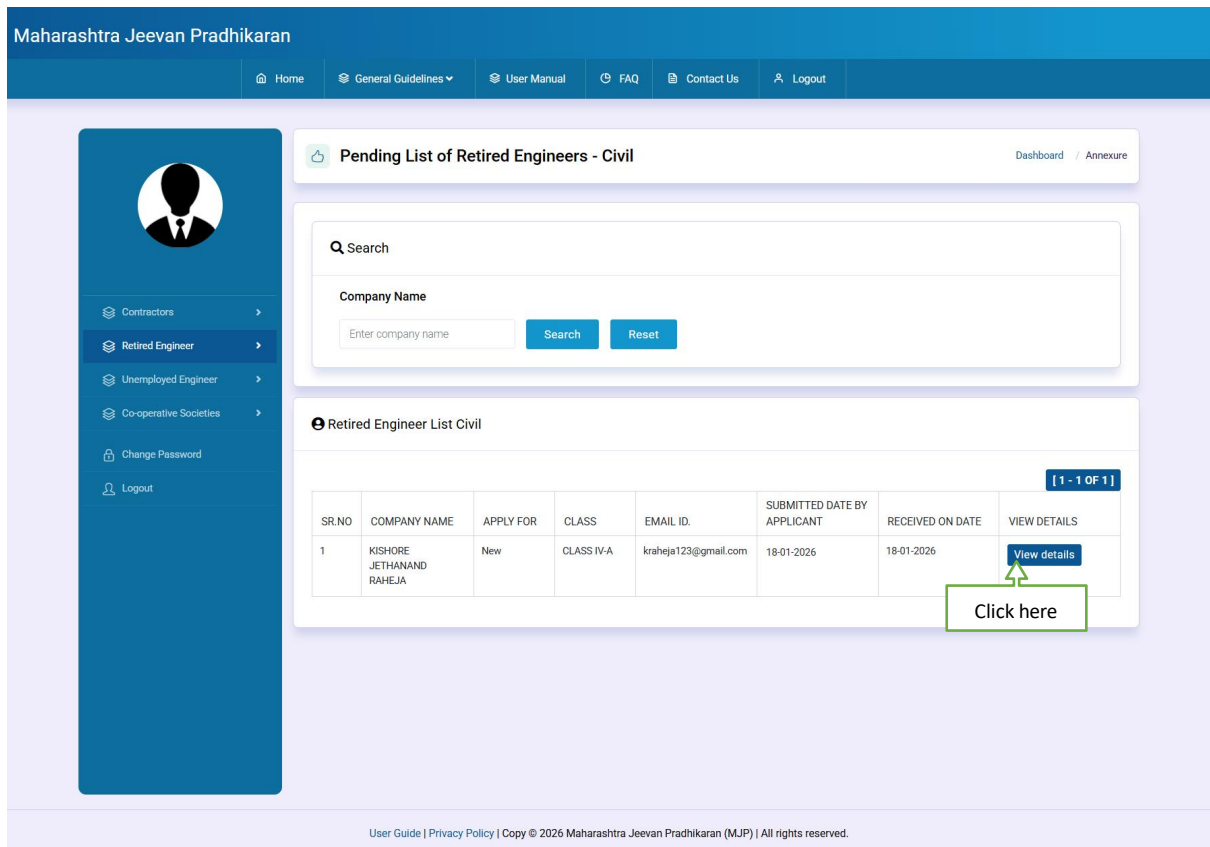 Maharashtra Jeevan Pradhikaran
Home General Guidelines User Manual FAQ Contact Us Logout
Pending List of Retired Engineers - Civil
Dashboard / Annexure
Contractors
Retired Engineer
Unemployed Engineer
Co-operative Societies
Change Password
Logout
Search
Company Name
Enter company name Search Reset
Retired Engineer List Civil
[ 1 - 1 OF 1 ]
SR.NO COMPANY NAME APPLY FOR CLASS EMAIL ID. SUBMITTED DATE BY APPLICANT RECEIVED ON DATE VIEW DETAILS
1 KISHORE JETHANAND RAHEJA New CLASS IV-A kraheja123@gmail.com 18-01-2026 18-01-2026 View details
Click here
User Guide | Privacy Policy | Copy © 2026 Maharashtra Jeevan Pradhikaran (MJP) | All rights reserved.